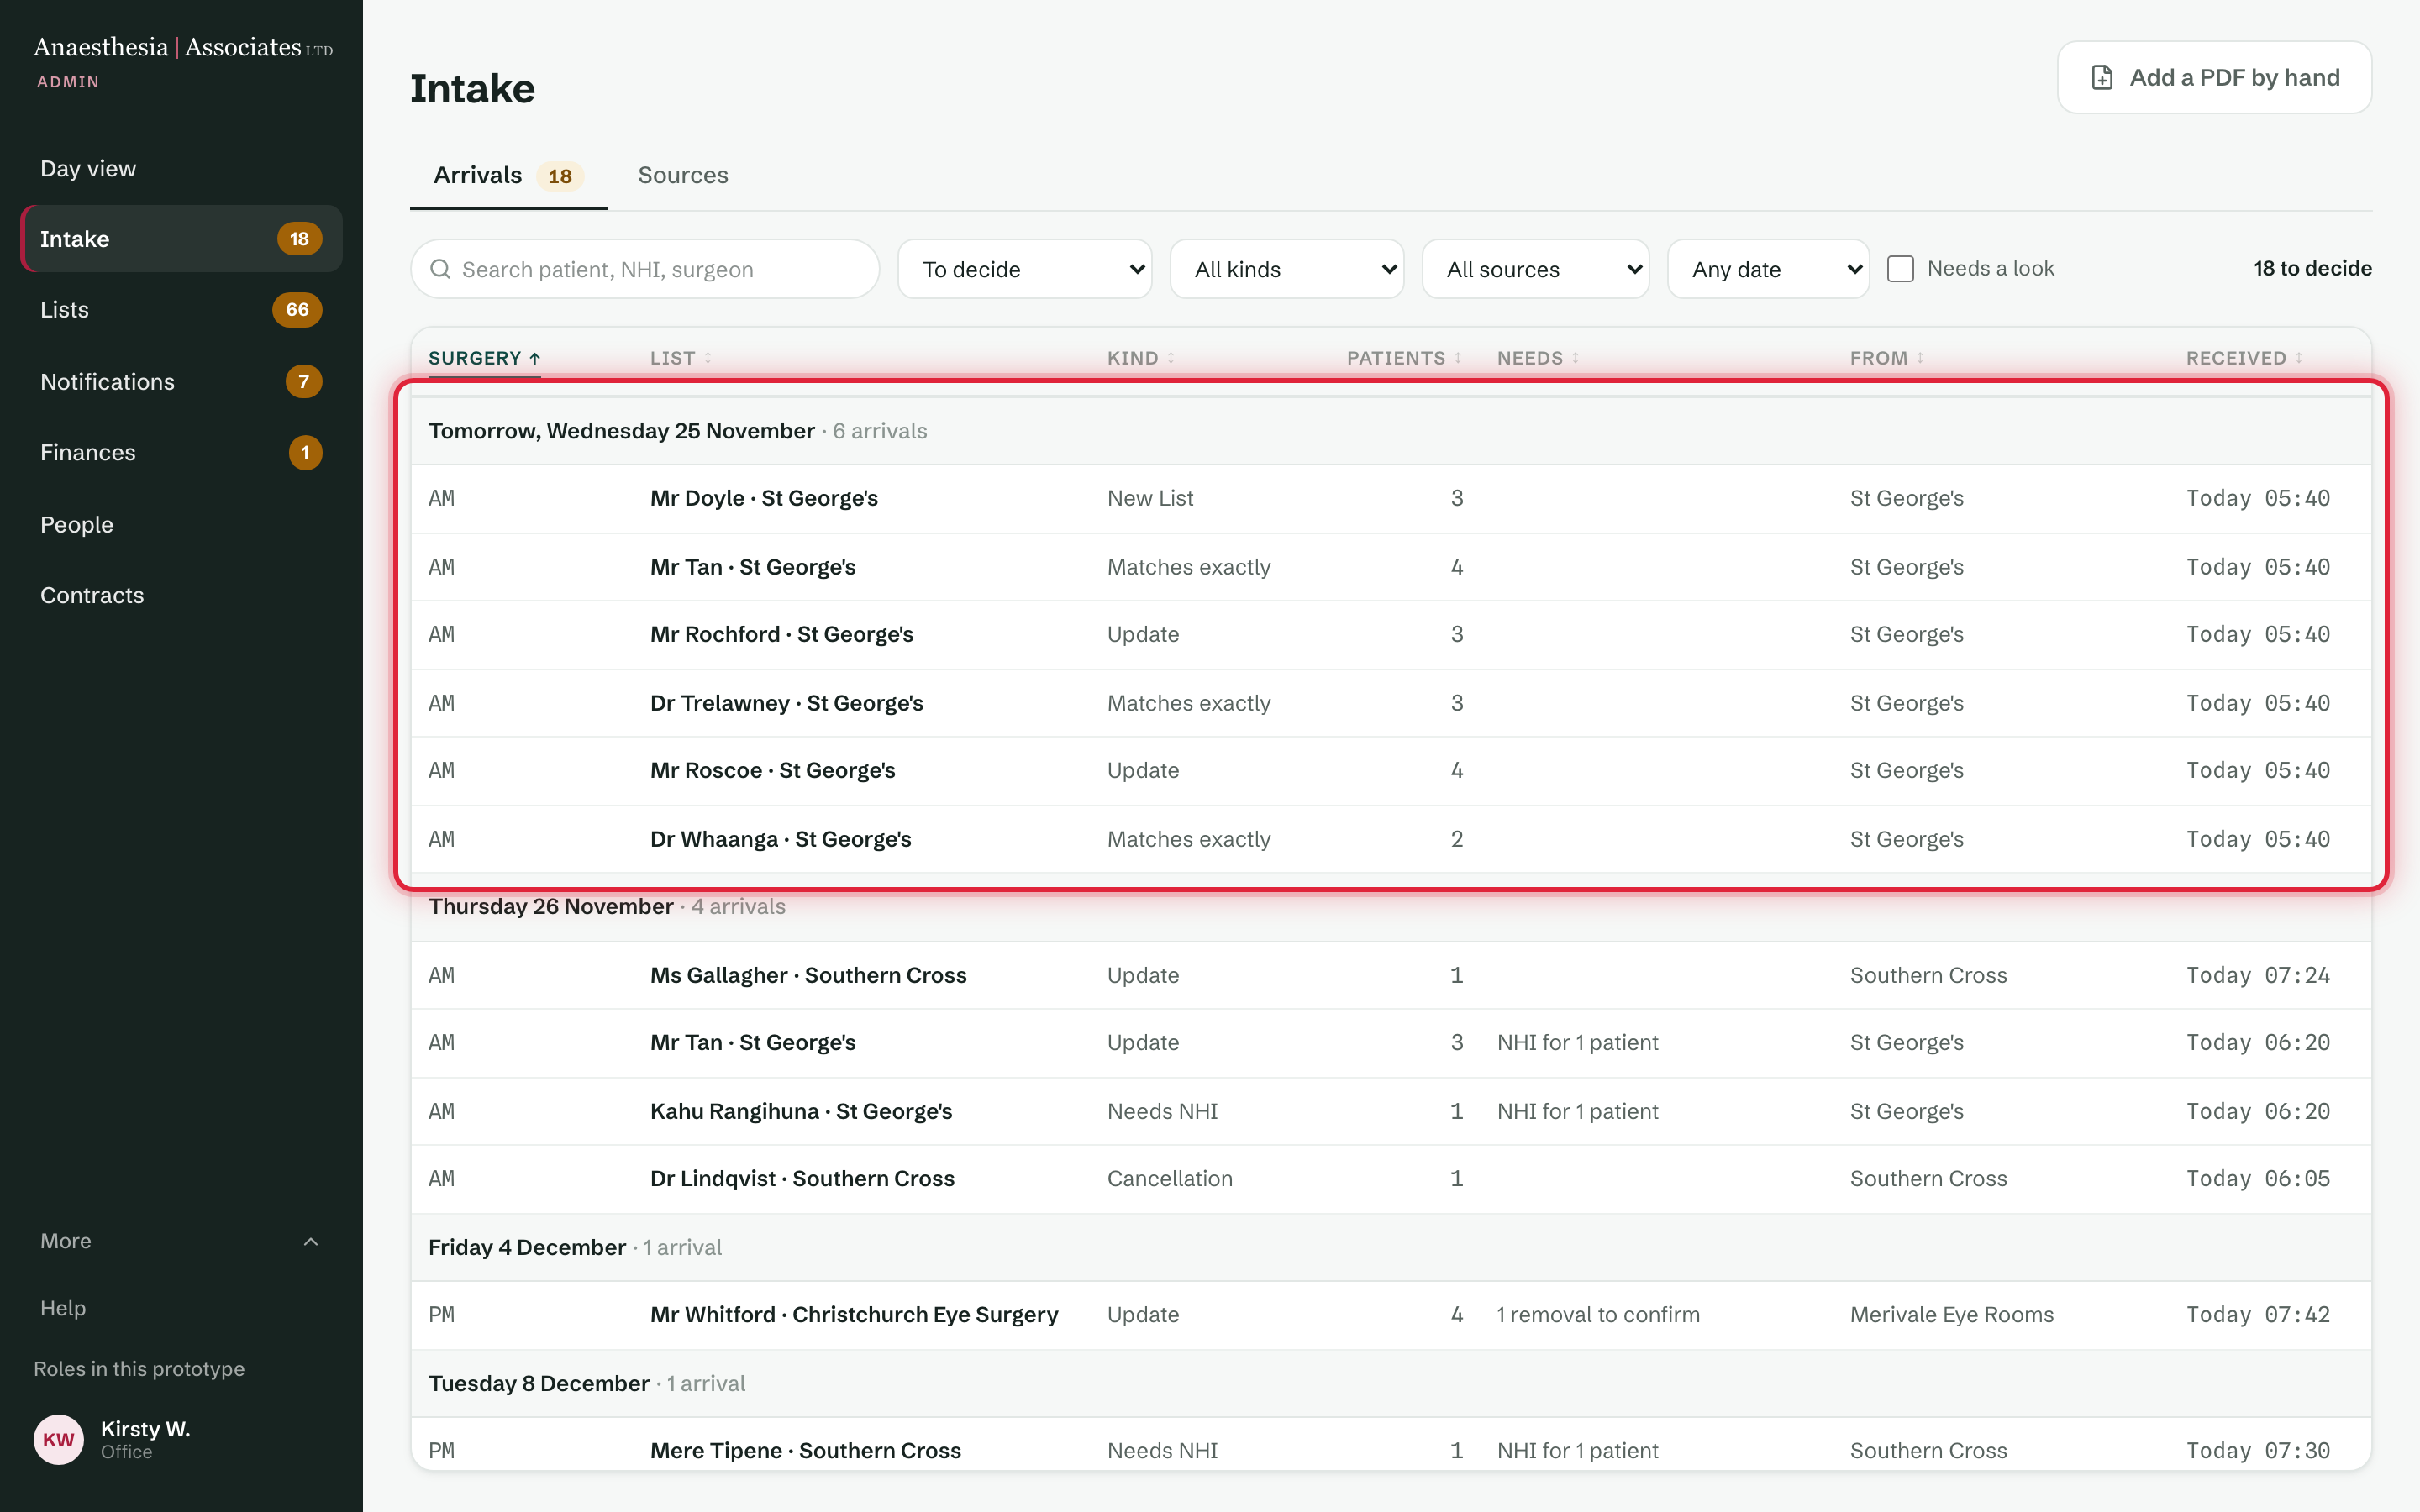 Anaesthesia | Associates LTD
ADMIN
Day view
Intake 18
Lists 66
Notifications 7
Finances 1
People
Contracts
More
Help
Roles in this prototype
KW
Kirsty W.
Office
Intake
Add a PDF by hand
Arrivals 18 Sources
Search patient, NHI, surgeon To decide All kinds All sources Any date Needs a look 18 to decide
SURGERY LIST KIND PATIENTS NEEDS FROM RECEIVED
Tomorrow, Wednesday 25 November · 6 arrivals
AM Mr Doyle · St George's New List 3 St George's Today 05:40
AM Mr Tan · St George's Matches exactly 4 St George's Today 05:40
AM Mr Rochford · St George's Update 3 St George's Today 05:40
AM Dr Trelawney · St George's Matches exactly 3 St George's Today 05:40
AM Mr Roscoe · St George's Update 4 St George's Today 05:40
AM Dr Whaanga · St George's Matches exactly 2 St George's Today 05:40
Thursday 26 November · 4 arrivals
AM Ms Gallagher · Southern Cross Update 1 Southern Cross Today 07:24
AM Mr Tan · St George's Update 3 NHI for 1 patient St George's Today 06:20
AM Kahu Rangihuna · St George's Needs NHI 1 NHI for 1 patient St George's Today 06:20
AM Dr Lindqvist · Southern Cross Cancellation 1 Southern Cross Today 06:05
Friday 4 December · 1 arrival
PM Mr Whitford · Christchurch Eye Surgery Update 4 1 removal to confirm Merivale Eye Rooms Today 07:42
Tuesday 8 December · 1 arrival
PM Mere Tipene · Southern Cross Needs NHI 1 NHI for 1 patient Southern Cross Today 07:30